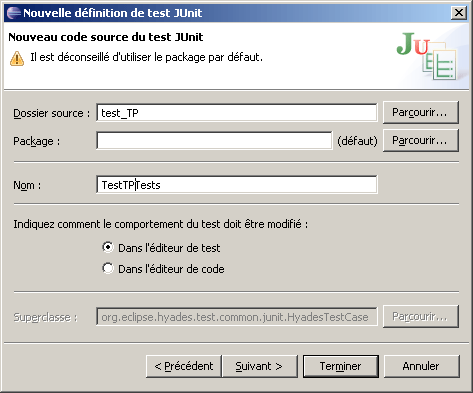 Nouvelle définition de test JUnit
Nouveau code source du test JUnit
Il est déconseillé d'utiliser le package par défaut.
JU
Dossier source : test_TP Parcourir...
Package : (défaut) Parcourir...
Nom : TestTPTests
Indiquez comment le comportement du test doit être modifié :
Dans l'éditeur de test
Dans l'éditeur de code
Superclasse : org.eclipse.hyades.test.common.junit.HyadesTestCase Parcourir...
< Précédent Suivant > Terminer Annuler